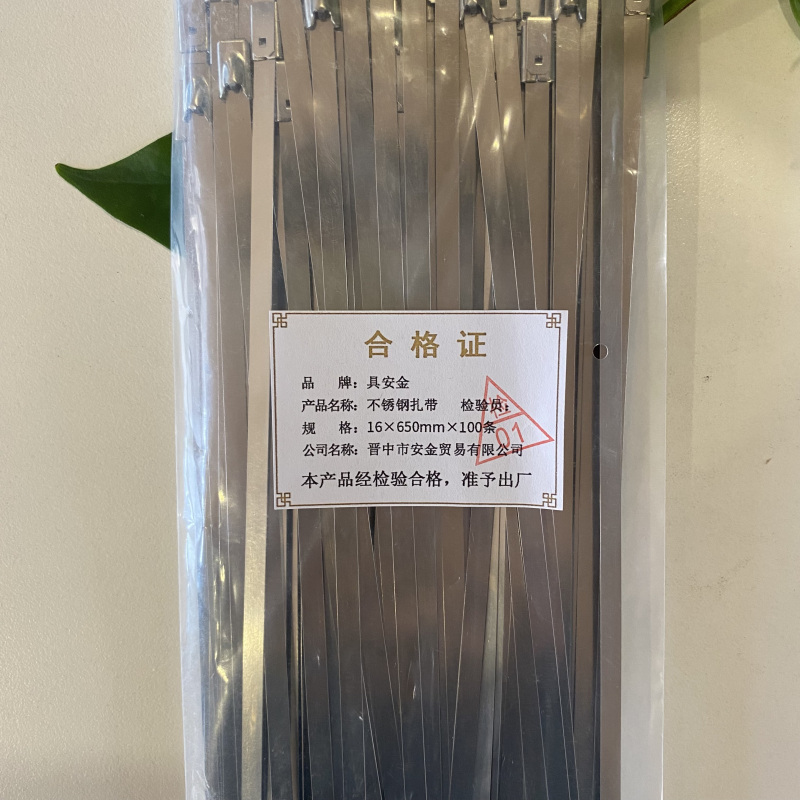 合格证
品 牌：具安金
产品名称：不锈钢扎带 检验员：
检
01
规 格：16×650mm×100条
公司名称：晋中市安金贸易有限公司
本产品经检验合格，准予出厂